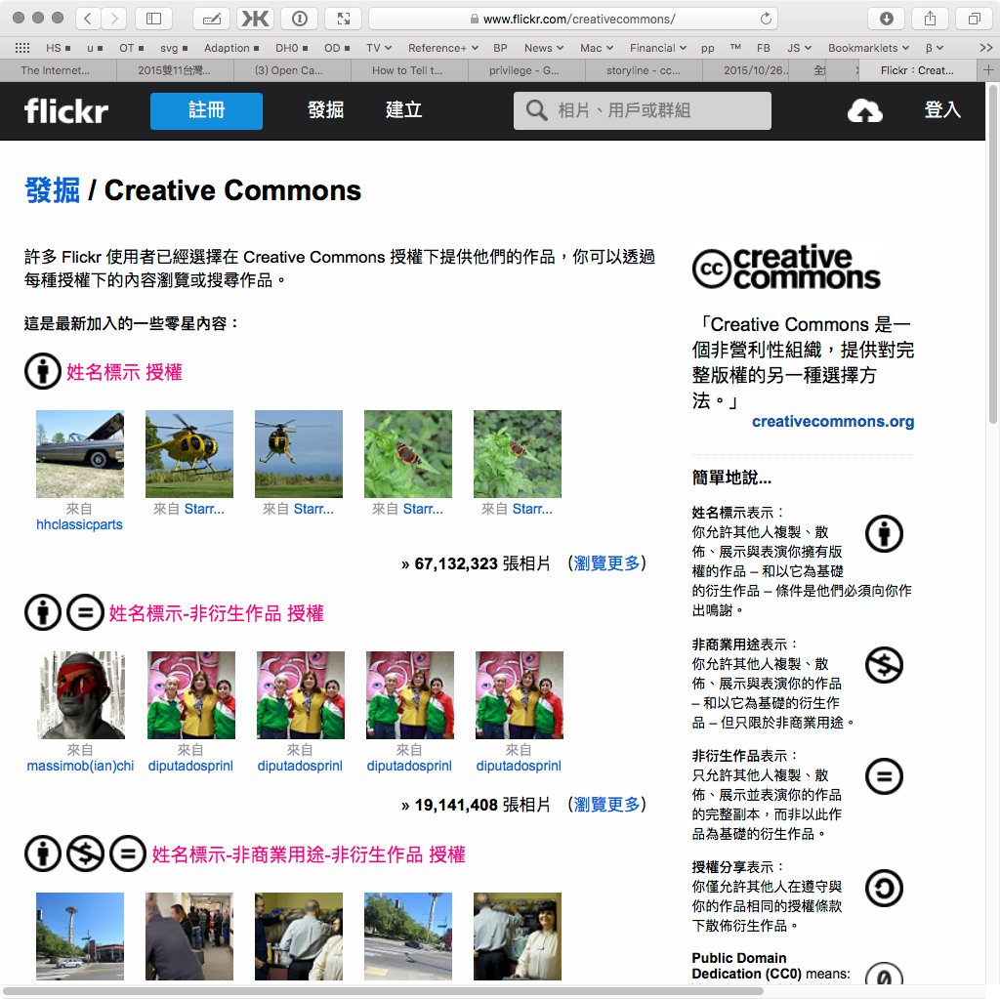 www.flickr.com/creativecommons/
HS u OT svg Adaption DH0 OD TV Reference+ BP News Mac Financial pp ™ FB JS Bookmarklets β >>
The Internet... 2015雙11台灣... (3) Open Ca... How to Tell t... privilege - G... storyline - cc... 2015/10/26.. Flickr：Creat... +
flickr 註冊 發掘 建立 相片、用戶或群組 登入
發掘 / Creative Commons
許多 Flickr 使用者已經選擇在 Creative Commons 授權下提供他們的作品，你可以透過
每種授權下的內容瀏覽或搜尋作品。
這是最新加入的一些零星內容：
姓名標示 授權
來自 來自 Starr... 來自 Starr... 來自 Starr... 來自 Starr...
hhclassicparts
» 67,132,323 張相片 （瀏覽更多）
= 姓名標示-非衍生作品 授權
來自 來自 來自 來自 來自
massimob(ian)chi diputadosprinl diputadosprinl diputadosprinl diputadosprinl
» 19,141,408 張相片 （瀏覽更多）
$ = 姓名標示-非商業用途-非衍生作品 授權
cc creative
commons
「Creative Commons 是一
個非營利性組織，提供對完
整版權的另一種選擇方
法。」
creativecommons.org
簡單地說...
姓名標示表示：
你允許其他人複製、散
佈、展示與表演你擁有版
權的作品 – 和以它為基礎
的衍生作品 – 條件是他們必須向你作
出鳴謝。
非商業用途表示：
你允許其他人複製、散
佈、展示與表演你的作品
– 和以它為基礎的衍生作
品 – 但只限於非商業用途。
非衍生作品表示：
只允許其他人複製、散
佈、展示並表演你的作品
的完整副本，而非以此作
品為基礎的衍生作品。
授權分享表示：
你僅允許其他人在遵守與
你的作品相同的授權條款
下散佈衍生作品。
Public Domain
Dedication (CC0) means: